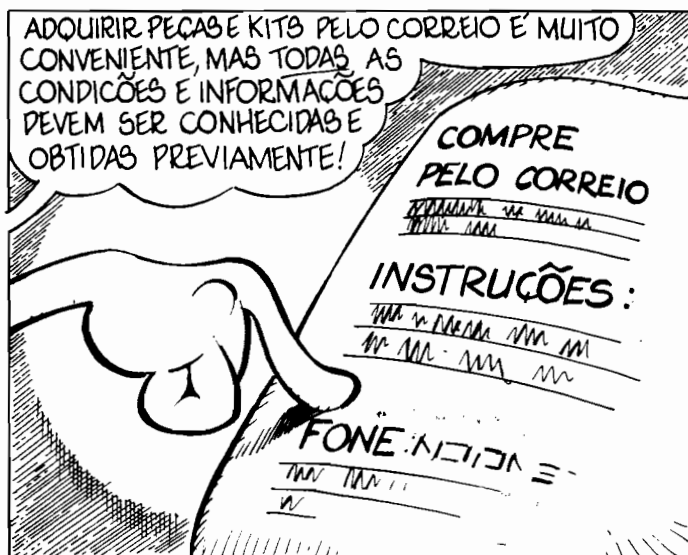 ADQUIRIR PEÇAS E KITS PELO CORREIO É MUITO
CONVENIENTE, MAS TODAS AS
CONDICÕES E INFORMAÇÕES
DEVEM SER CONHECIDAS E
OBTIDAS PREVIAMENTE!
COMPRE
PELO CORREIO
INSTRUÇÕES:
FONE: